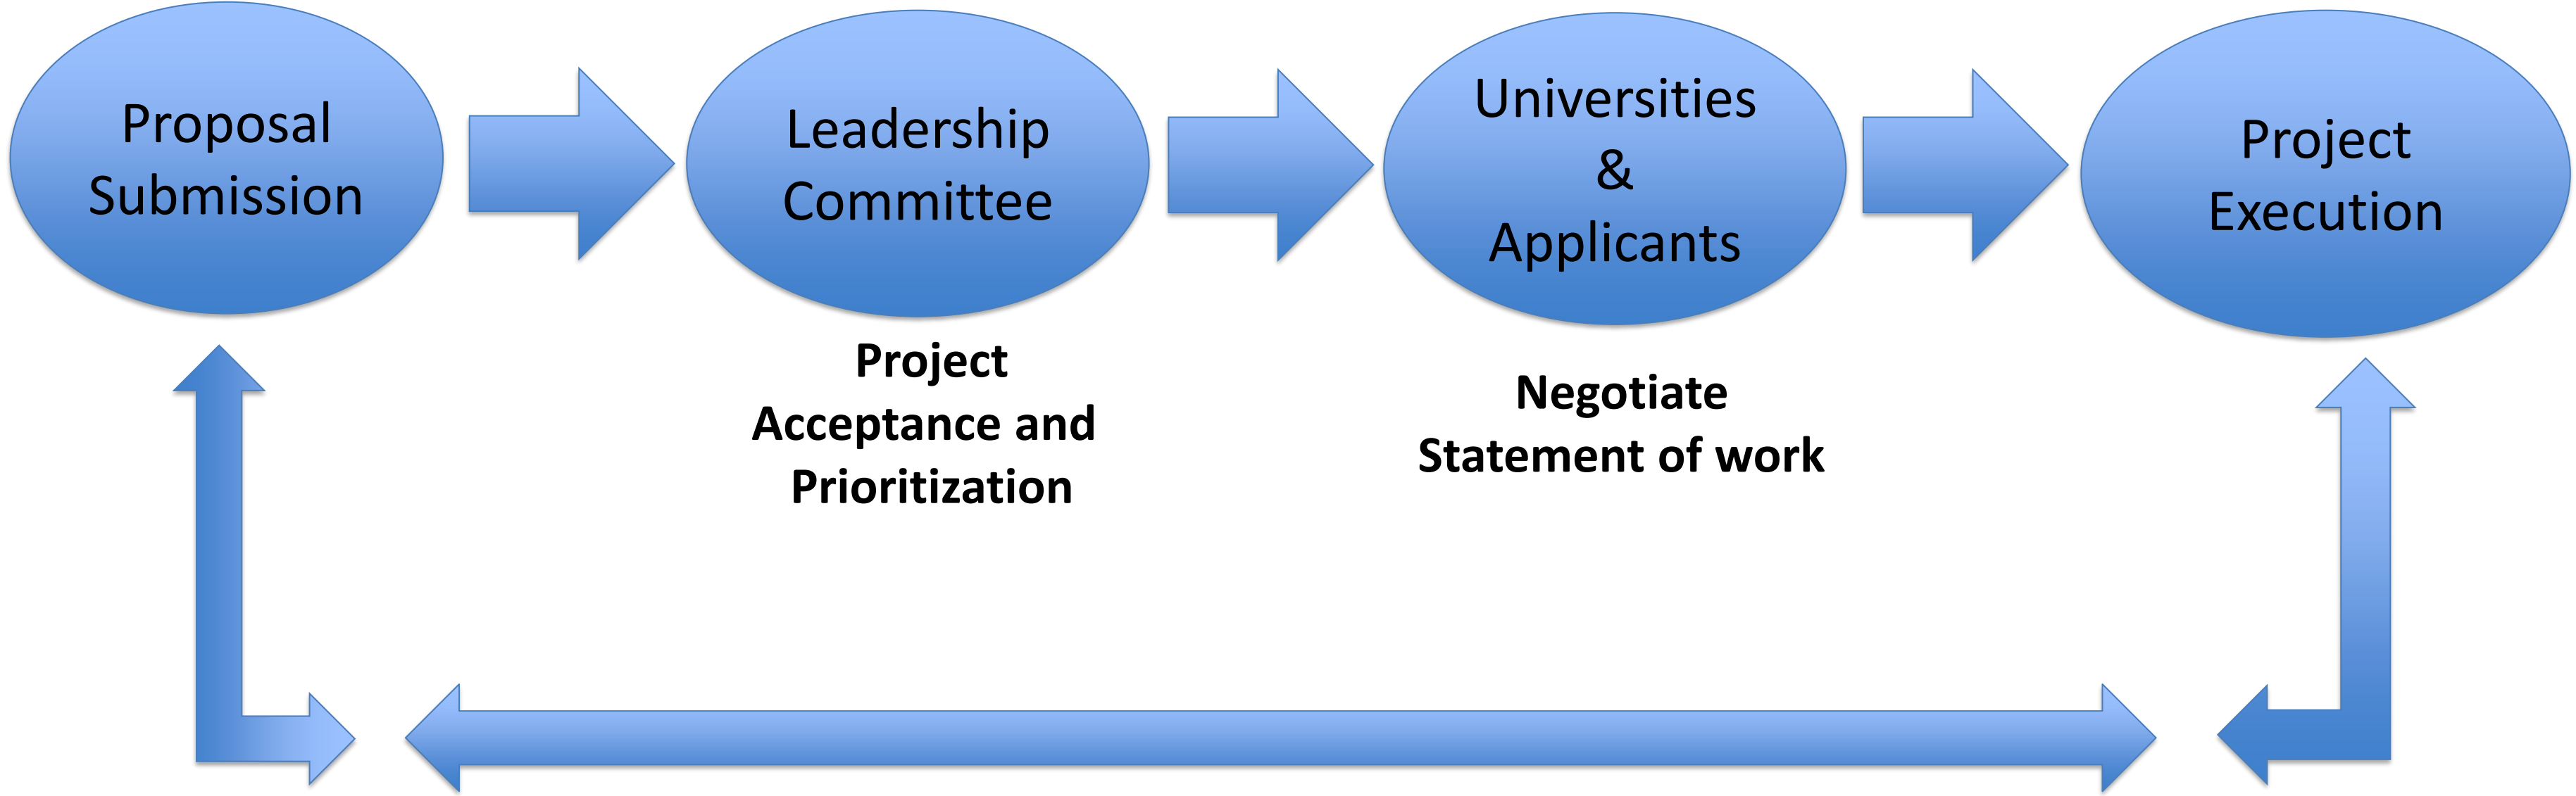 Proposal
Submission
Leadership
Committee
Universities
&
Applicants
Project
Execution
Project
Acceptance and
Prioritization
Negotiate
Statement of work